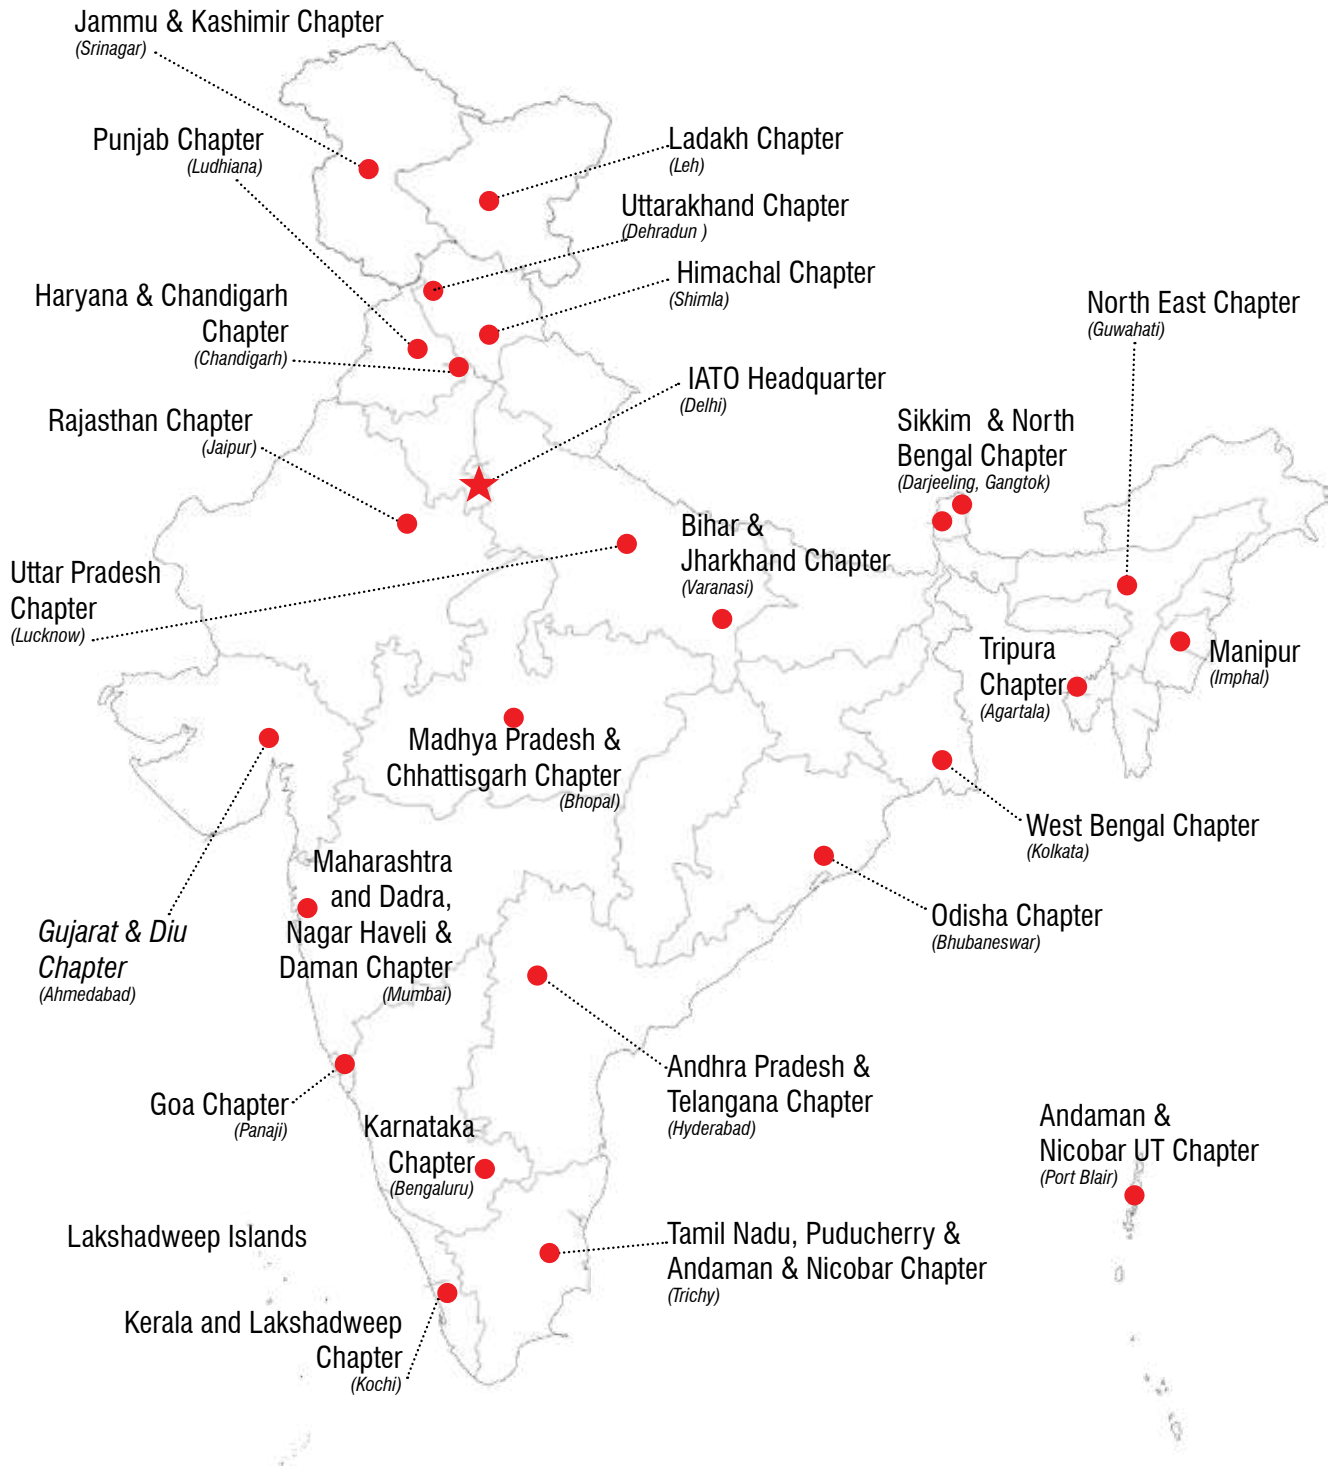 Jammu & Kashimir Chapter
(Srinagar)
Punjab Chapter
(Ludhiana)
Ladakh Chapter
(Leh)
Uttarakhand Chapter
(Dehradun )
Himachal Chapter
(Shimla)
Haryana & Chandigarh
Chapter
(Chandigarh)
North East Chapter
(Guwahati)
IATO Headquarter
(Delhi)
Rajasthan Chapter
(Jaipur)
Sikkim & North
Bengal Chapter
(Darjeeling, Gangtok)
Bihar &
Jharkhand Chapter
(Varanasi)
Uttar Pradesh
Chapter
(Lucknow)
Tripura
Chapter
(Agartala)
Manipur
(Imphal)
Madhya Pradesh &
Chhattisgarh Chapter
(Bhopal)
West Bengal Chapter
(Kolkata)
Maharashtra
and Dadra,
Nagar Haveli &
Daman Chapter
(Mumbai)
Gujarat & Diu
Chapter
(Ahmedabad)
Odisha Chapter
(Bhubaneswar)
Goa Chapter
(Panaji)
Andhra Pradesh &
Telangana Chapter
(Hyderabad)
Karnataka
Chapter
(Bengaluru)
Andaman &
Nicobar UT Chapter
(Port Blair)
Lakshadweep Islands
Tamil Nadu, Puducherry &
Andaman & Nicobar Chapter
(Trichy)
Kerala and Lakshadweep
Chapter
(Kochi)